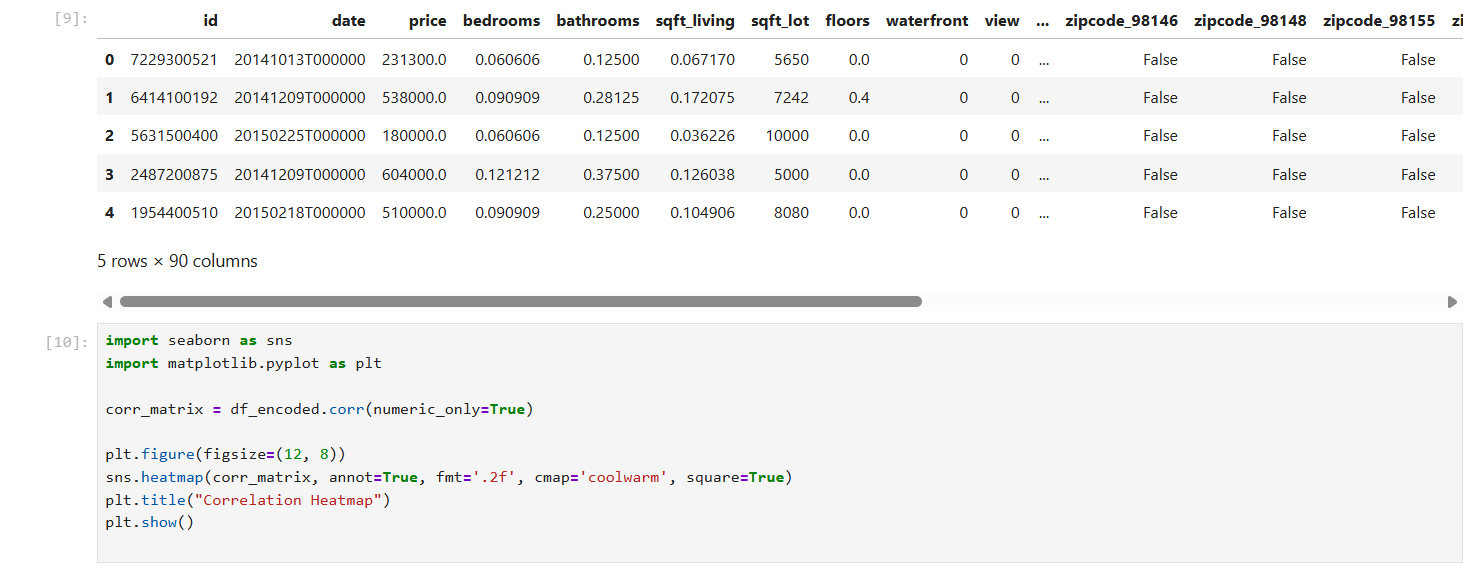 [9]: id date price bedrooms bathrooms sqft_living sqft_lot floors waterfront view ... zipcode_98146 zipcode_98148 zipcode_98155 zi
0 7229300521 20141013T000000 231300.0 0.060606 0.12500 0.067170 5650 0.0 0 0 ... False False False
1 6414100192 20141209T000000 538000.0 0.090909 0.28125 0.172075 7242 0.4 0 0 ... False False False
2 5631500400 20150225T000000 180000.0 0.060606 0.12500 0.036226 10000 0.0 0 0 ... False False False
3 2487200875 20141209T000000 604000.0 0.121212 0.37500 0.126038 5000 0.0 0 0 ... False False False
4 1954400510 20150218T000000 510000.0 0.090909 0.25000 0.104906 8080 0.0 0 0 ... False False False
5 rows × 90 columns
[10]: import seaborn as sns
import matplotlib.pyplot as plt
corr_matrix = df_encoded.corr(numeric_only=True)
plt.figure(figsize=(12, 8))
sns.heatmap(corr_matrix, annot=True, fmt='.2f', cmap='coolwarm', square=True)
plt.title("Correlation Heatmap")
plt.show()